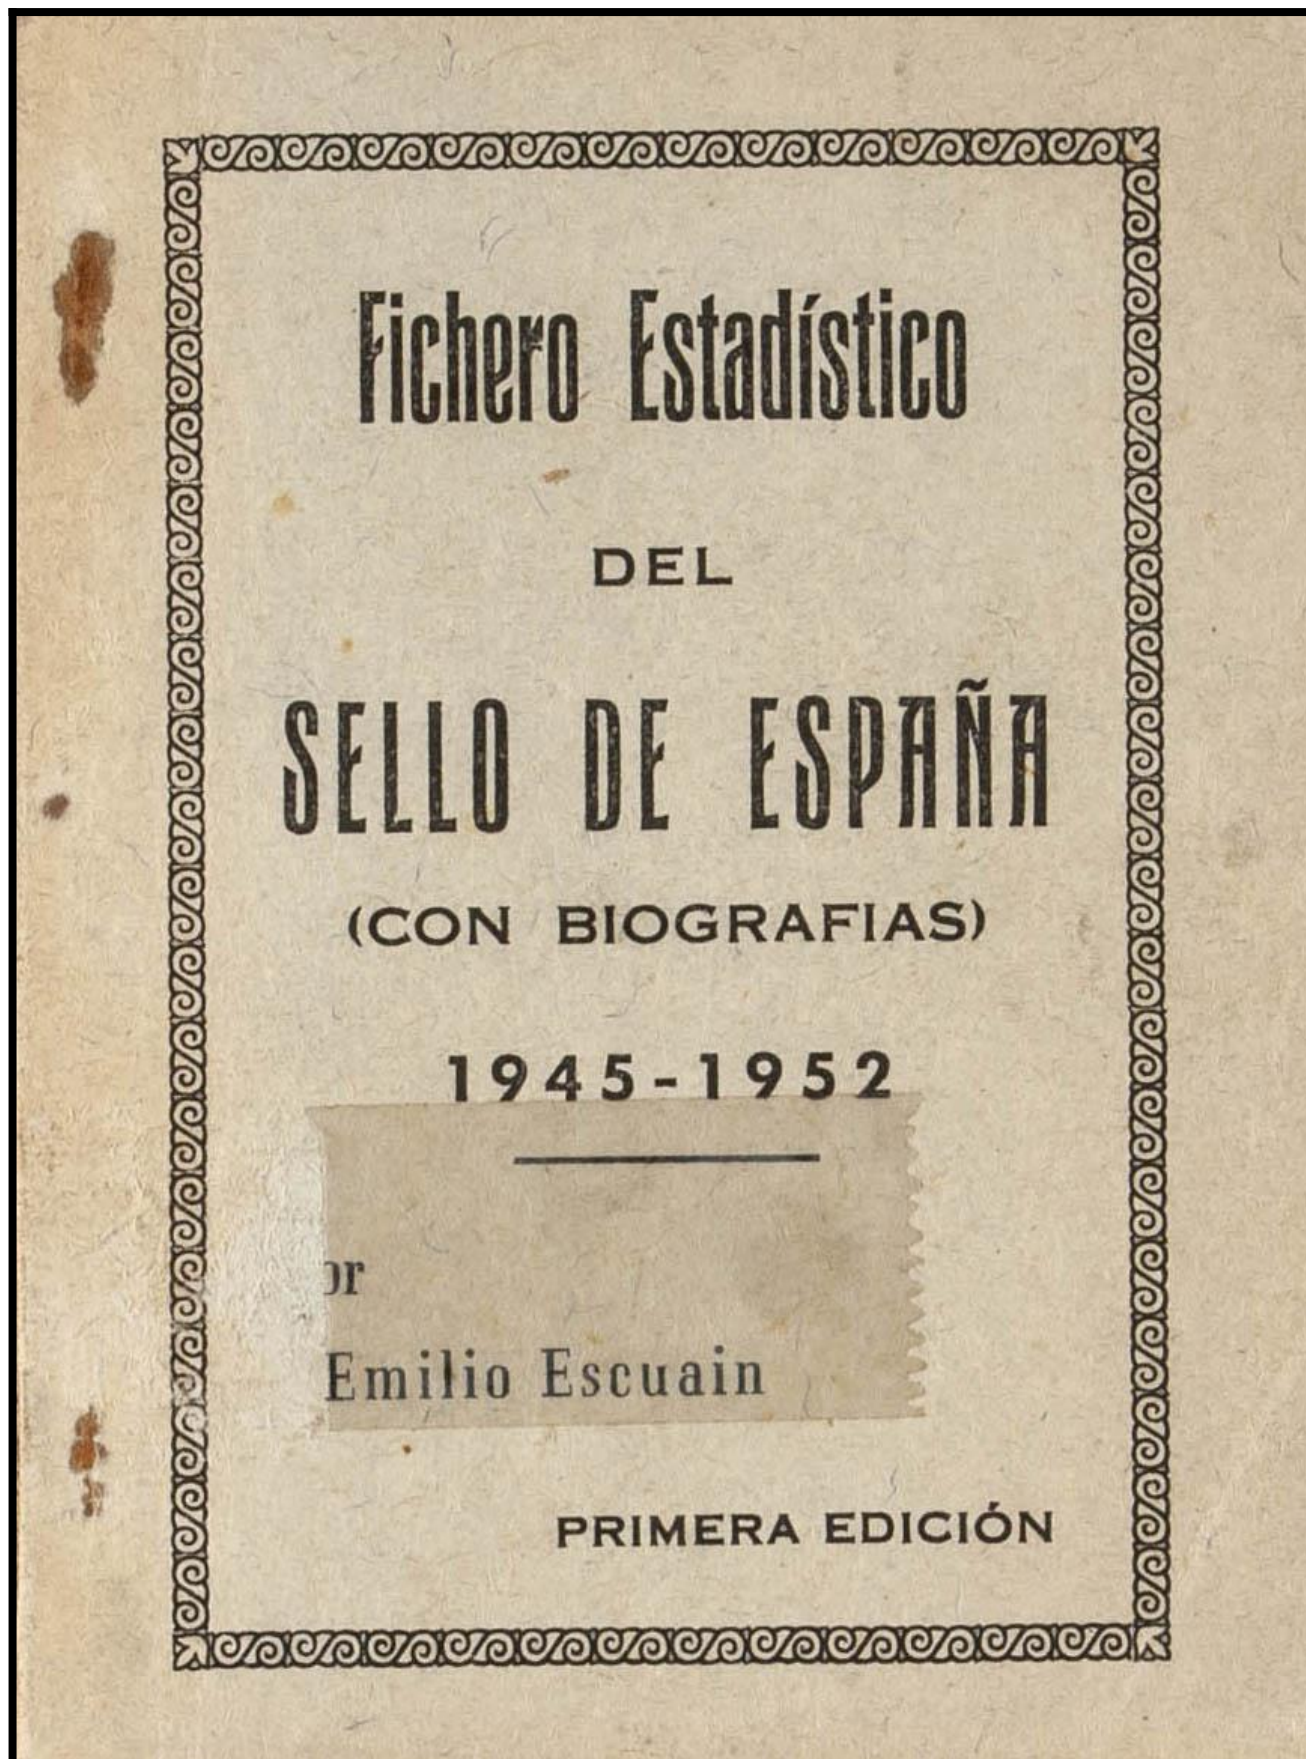 Fichero Estadístico
DEL
SELLO DE ESPAÑA
(CON BIOGRAFIAS)
1945-1952
Emilio Escuain
PRIMERA EDICIÓN